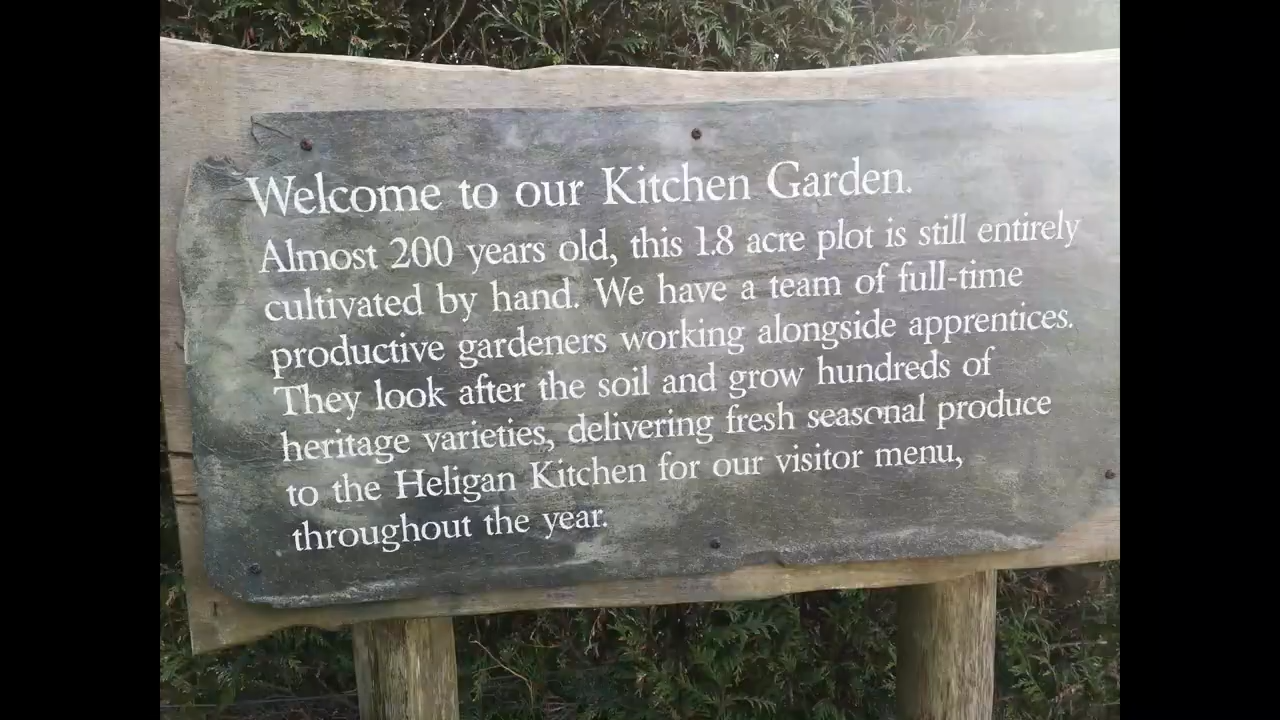 Welcome to our Kitchen Garden.
Almost 200 years old, this 1.8 acre plot is still entirely
cultivated by hand. We have a team of full-time
productive gardeners working alongside apprentices.
They look after the soil and grow hundreds of
heritage varieties, delivering fresh seasonal produce
to the Heligan Kitchen for our visitor menu,
throughout the year.